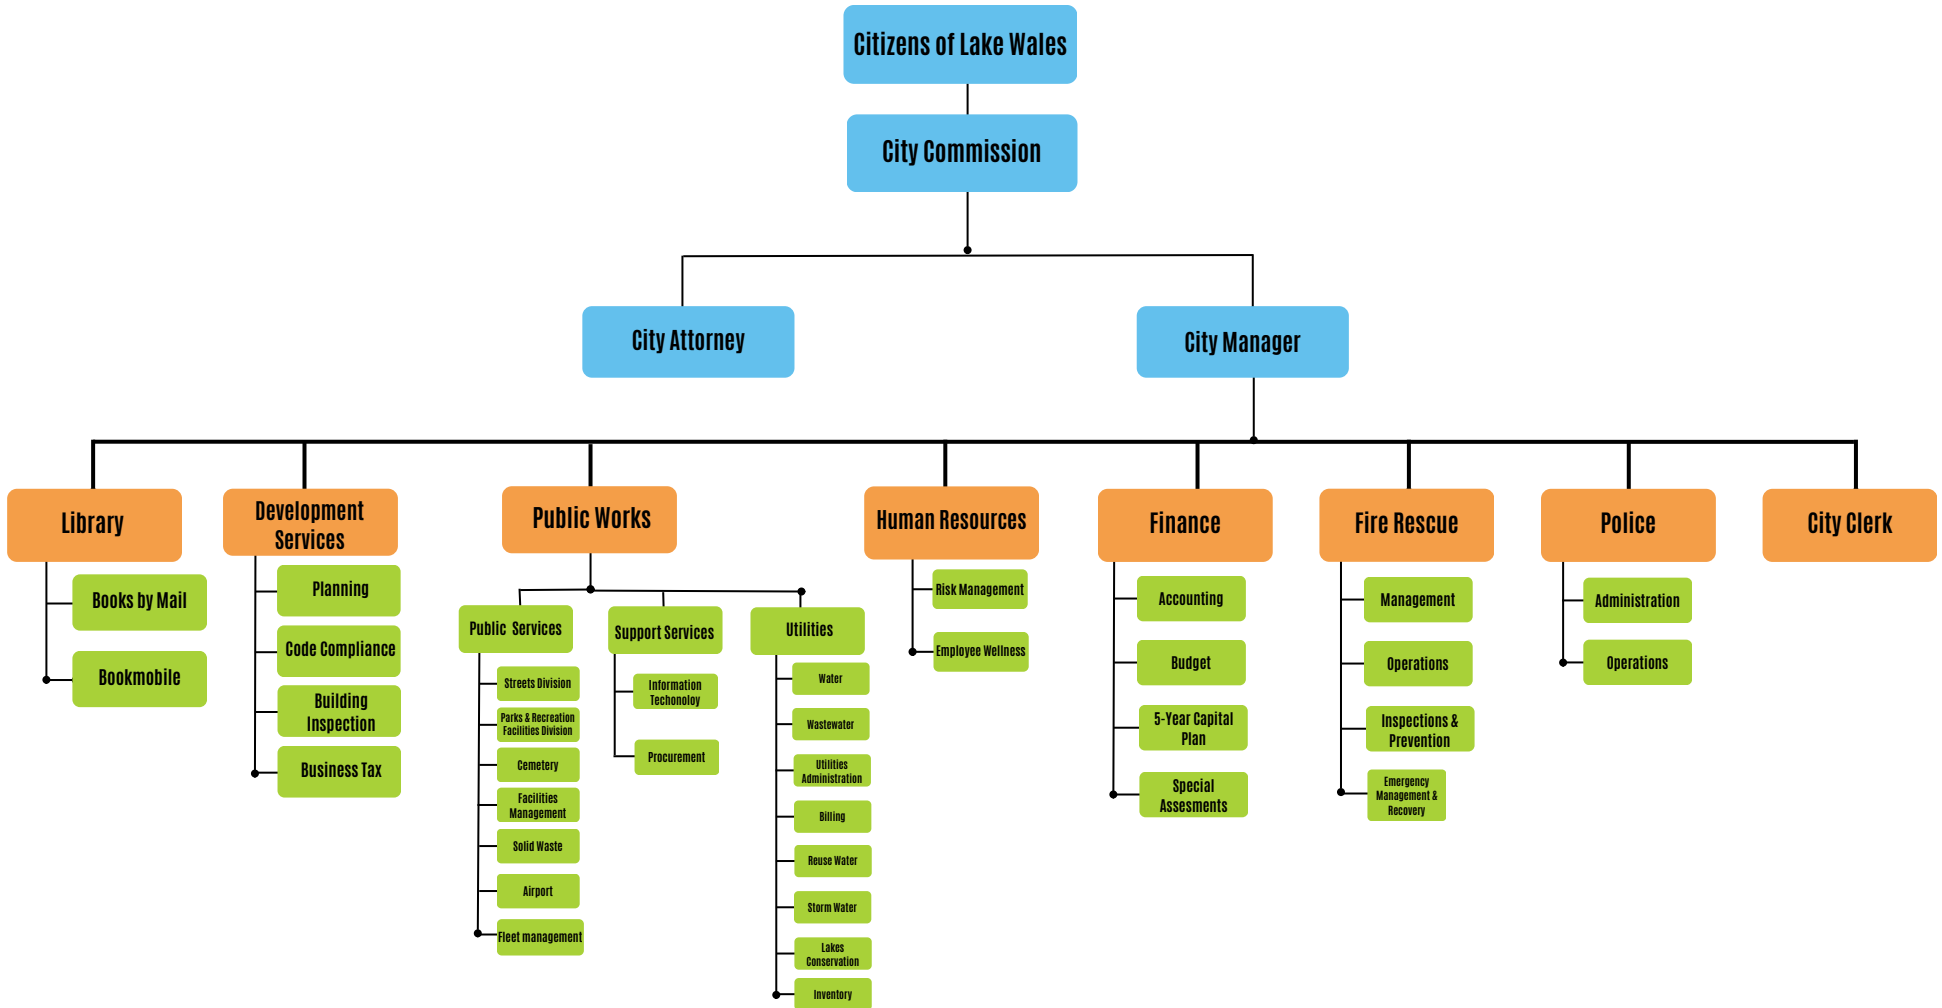 Citizens of Lake Wales
City Commission
City Attorney
City Manager
Library
Books by Mail
Bookmobile
Development
Services
Planning
Code Compliance
Building
Inspection
Business Tax
Public Works
Public Services
Streets Division
Parks & Recreation
Facilities Division
Cemetery
Facilities
Management
Solid Waste
Airport
Fleet management
Support Services
Information
Techonoloy
Procurement
Utilities
Water
Wastewater
Utilities
Administration
Billing
Reuse Water
Storm Water
Lakes
Conservation
Inventory
Human Resources
Risk Management
Employee Wellness
Finance
Accounting
Budget
5-Year Capital
Plan
Special
Assesments
Fire Rescue
Management
Operations
Inspections &
Prevention
Emergency
Management &
Recovery
Police
Administration
Operations
City Clerk